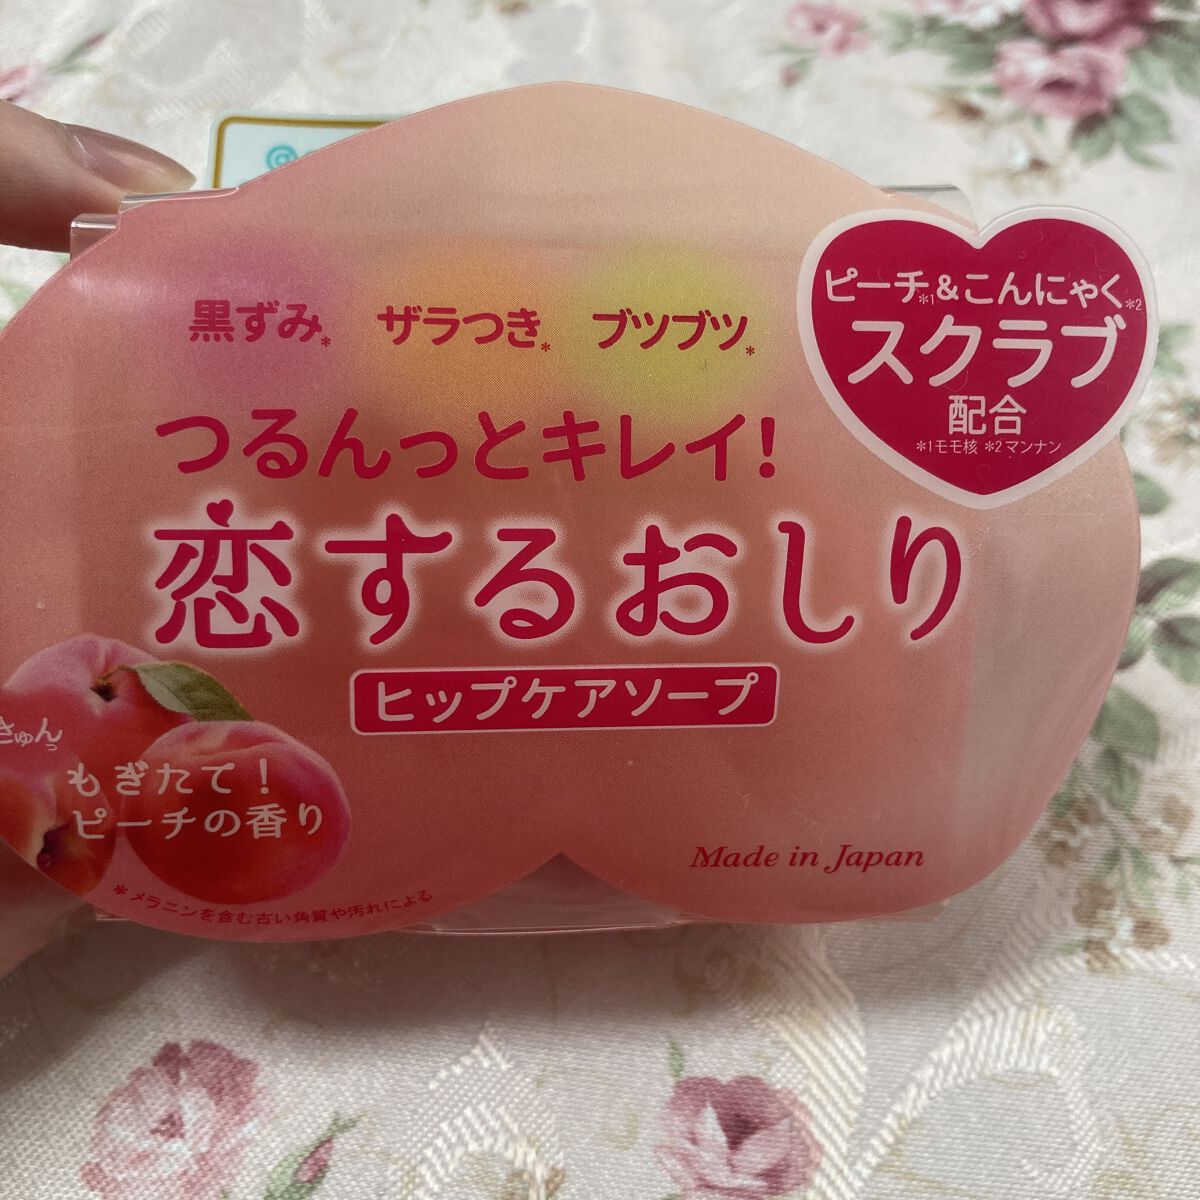 黒ずみ* ザラつき* ブツブツ*
つるんっとキレイ!
恋するおしり
ヒップケアソープ
ピーチ*1&こんにゃく*2
スクラブ
配合
*1モモ核 *2マンナン
きゅんっ
もぎたて!
ピーチの香り
Made in Japan
*メラニンを含む古い角質や汚れによる